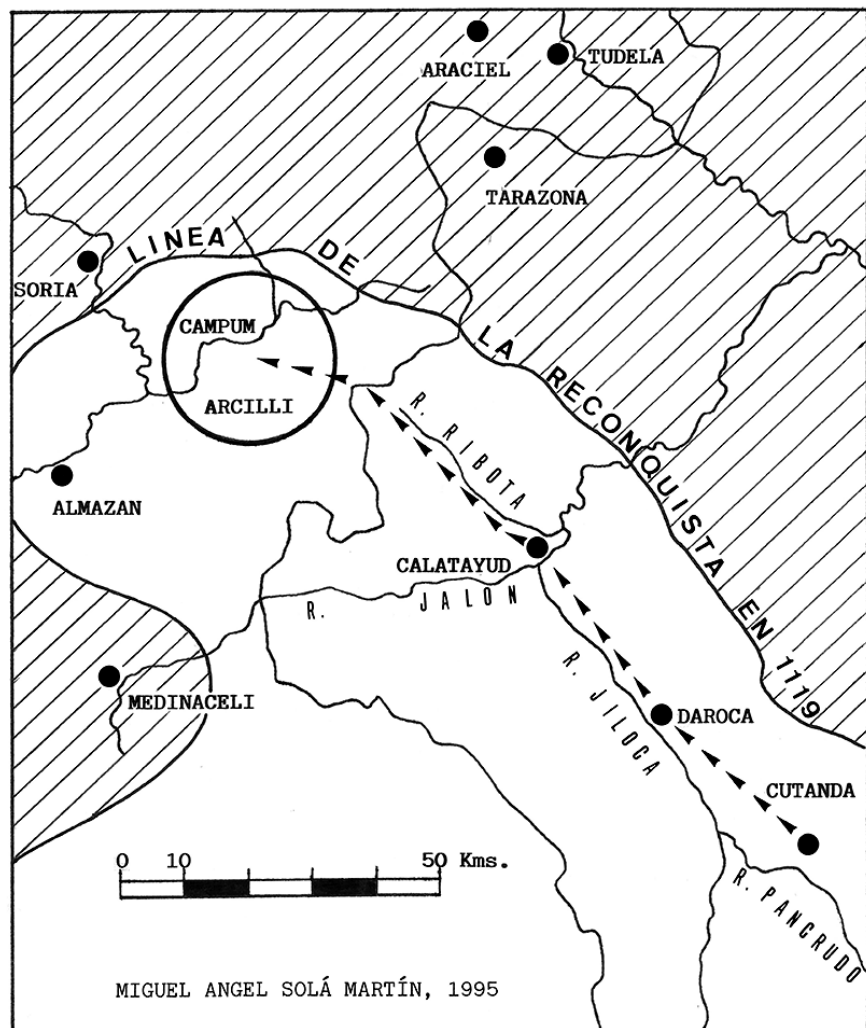 ARACIEL
TUDELA
TARAZONA
LINEA DE LA RECONQUISTA EN 1119
SORIA
CAMPUM
ARCILLI
R. RIBOTA
ALMAZAN
CALATAYUD
R. JALON
MEDINACELI
R. JILOCA
DAROCA
CUTANDA
0 10 50 Kms.
R. PANCRUDO
MIGUEL ANGEL SOLÁ MARTÍN, 1995